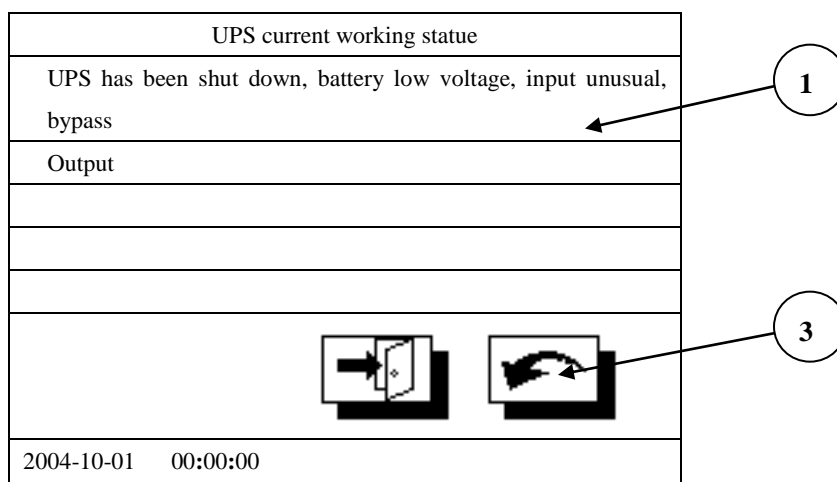 UPS current working statue
UPS has been shut down, battery low voltage, input unusual,
bypass
Output
2004-10-01 00:00:00
1
3